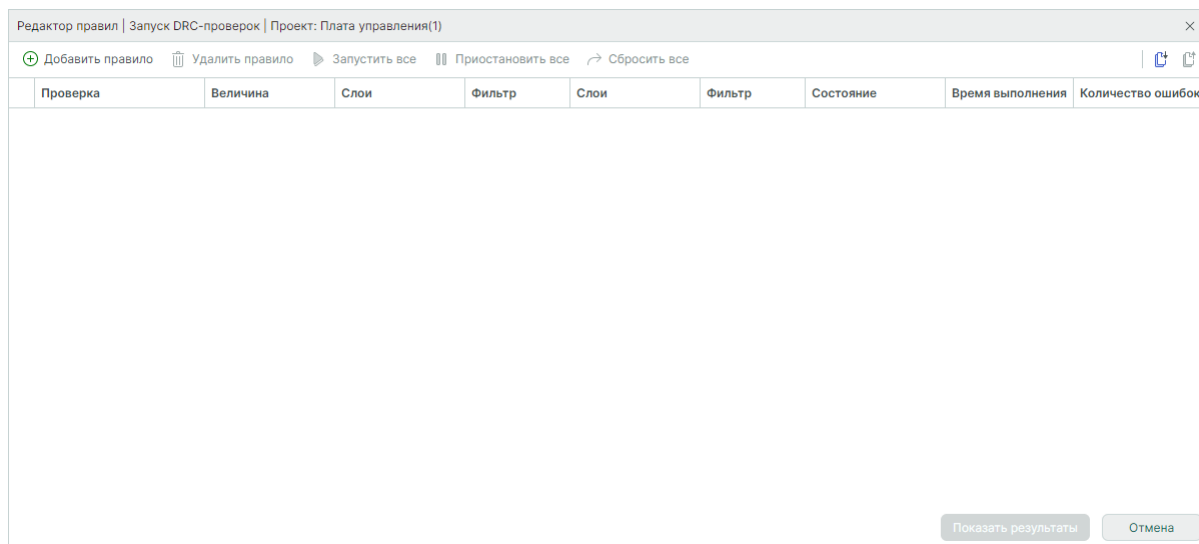 Редактор правил | Запуск DRC-проверок | Проект: Плата управления(1)
Добавить правило Удалить правило Запустить все Приостановить все Сбросить все
Проверка Величина Слои Фильтр Слои Фильтр Состояние Время выполнения Количество ошибок
Показать результаты Отмена